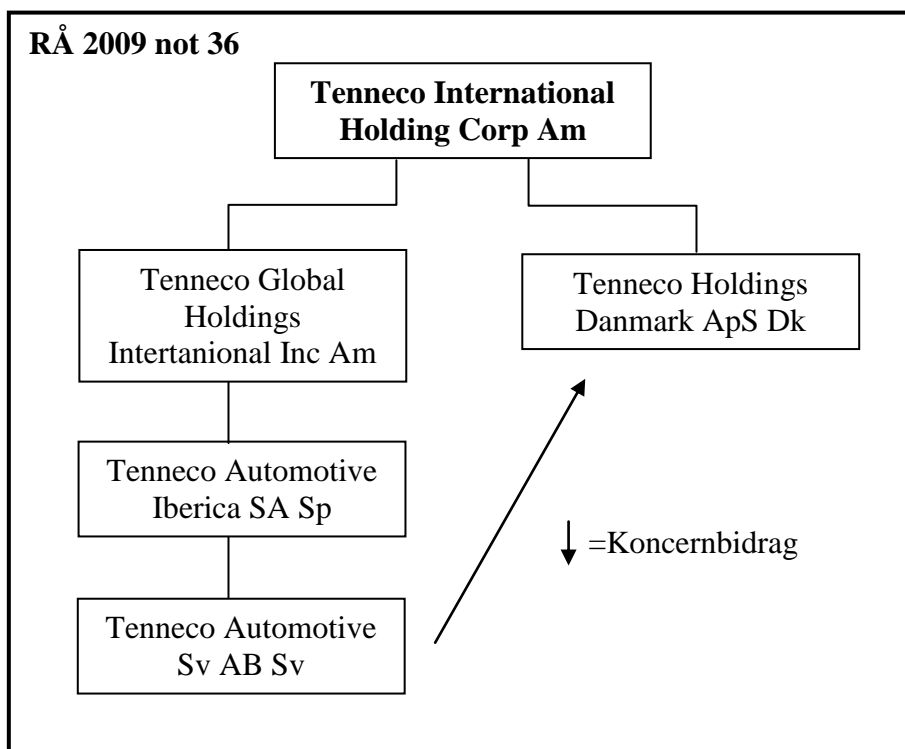 RÅ 2009 not 36
Tenneco International
Holding Corp Am
Tenneco Global
Holdings
Intertanional Inc Am
Tenneco Holdings
Danmark ApS Dk
Tenneco Automotive
Iberica SA Sp
=Koncernbidrag
Tenneco Automotive
Sv AB Sv